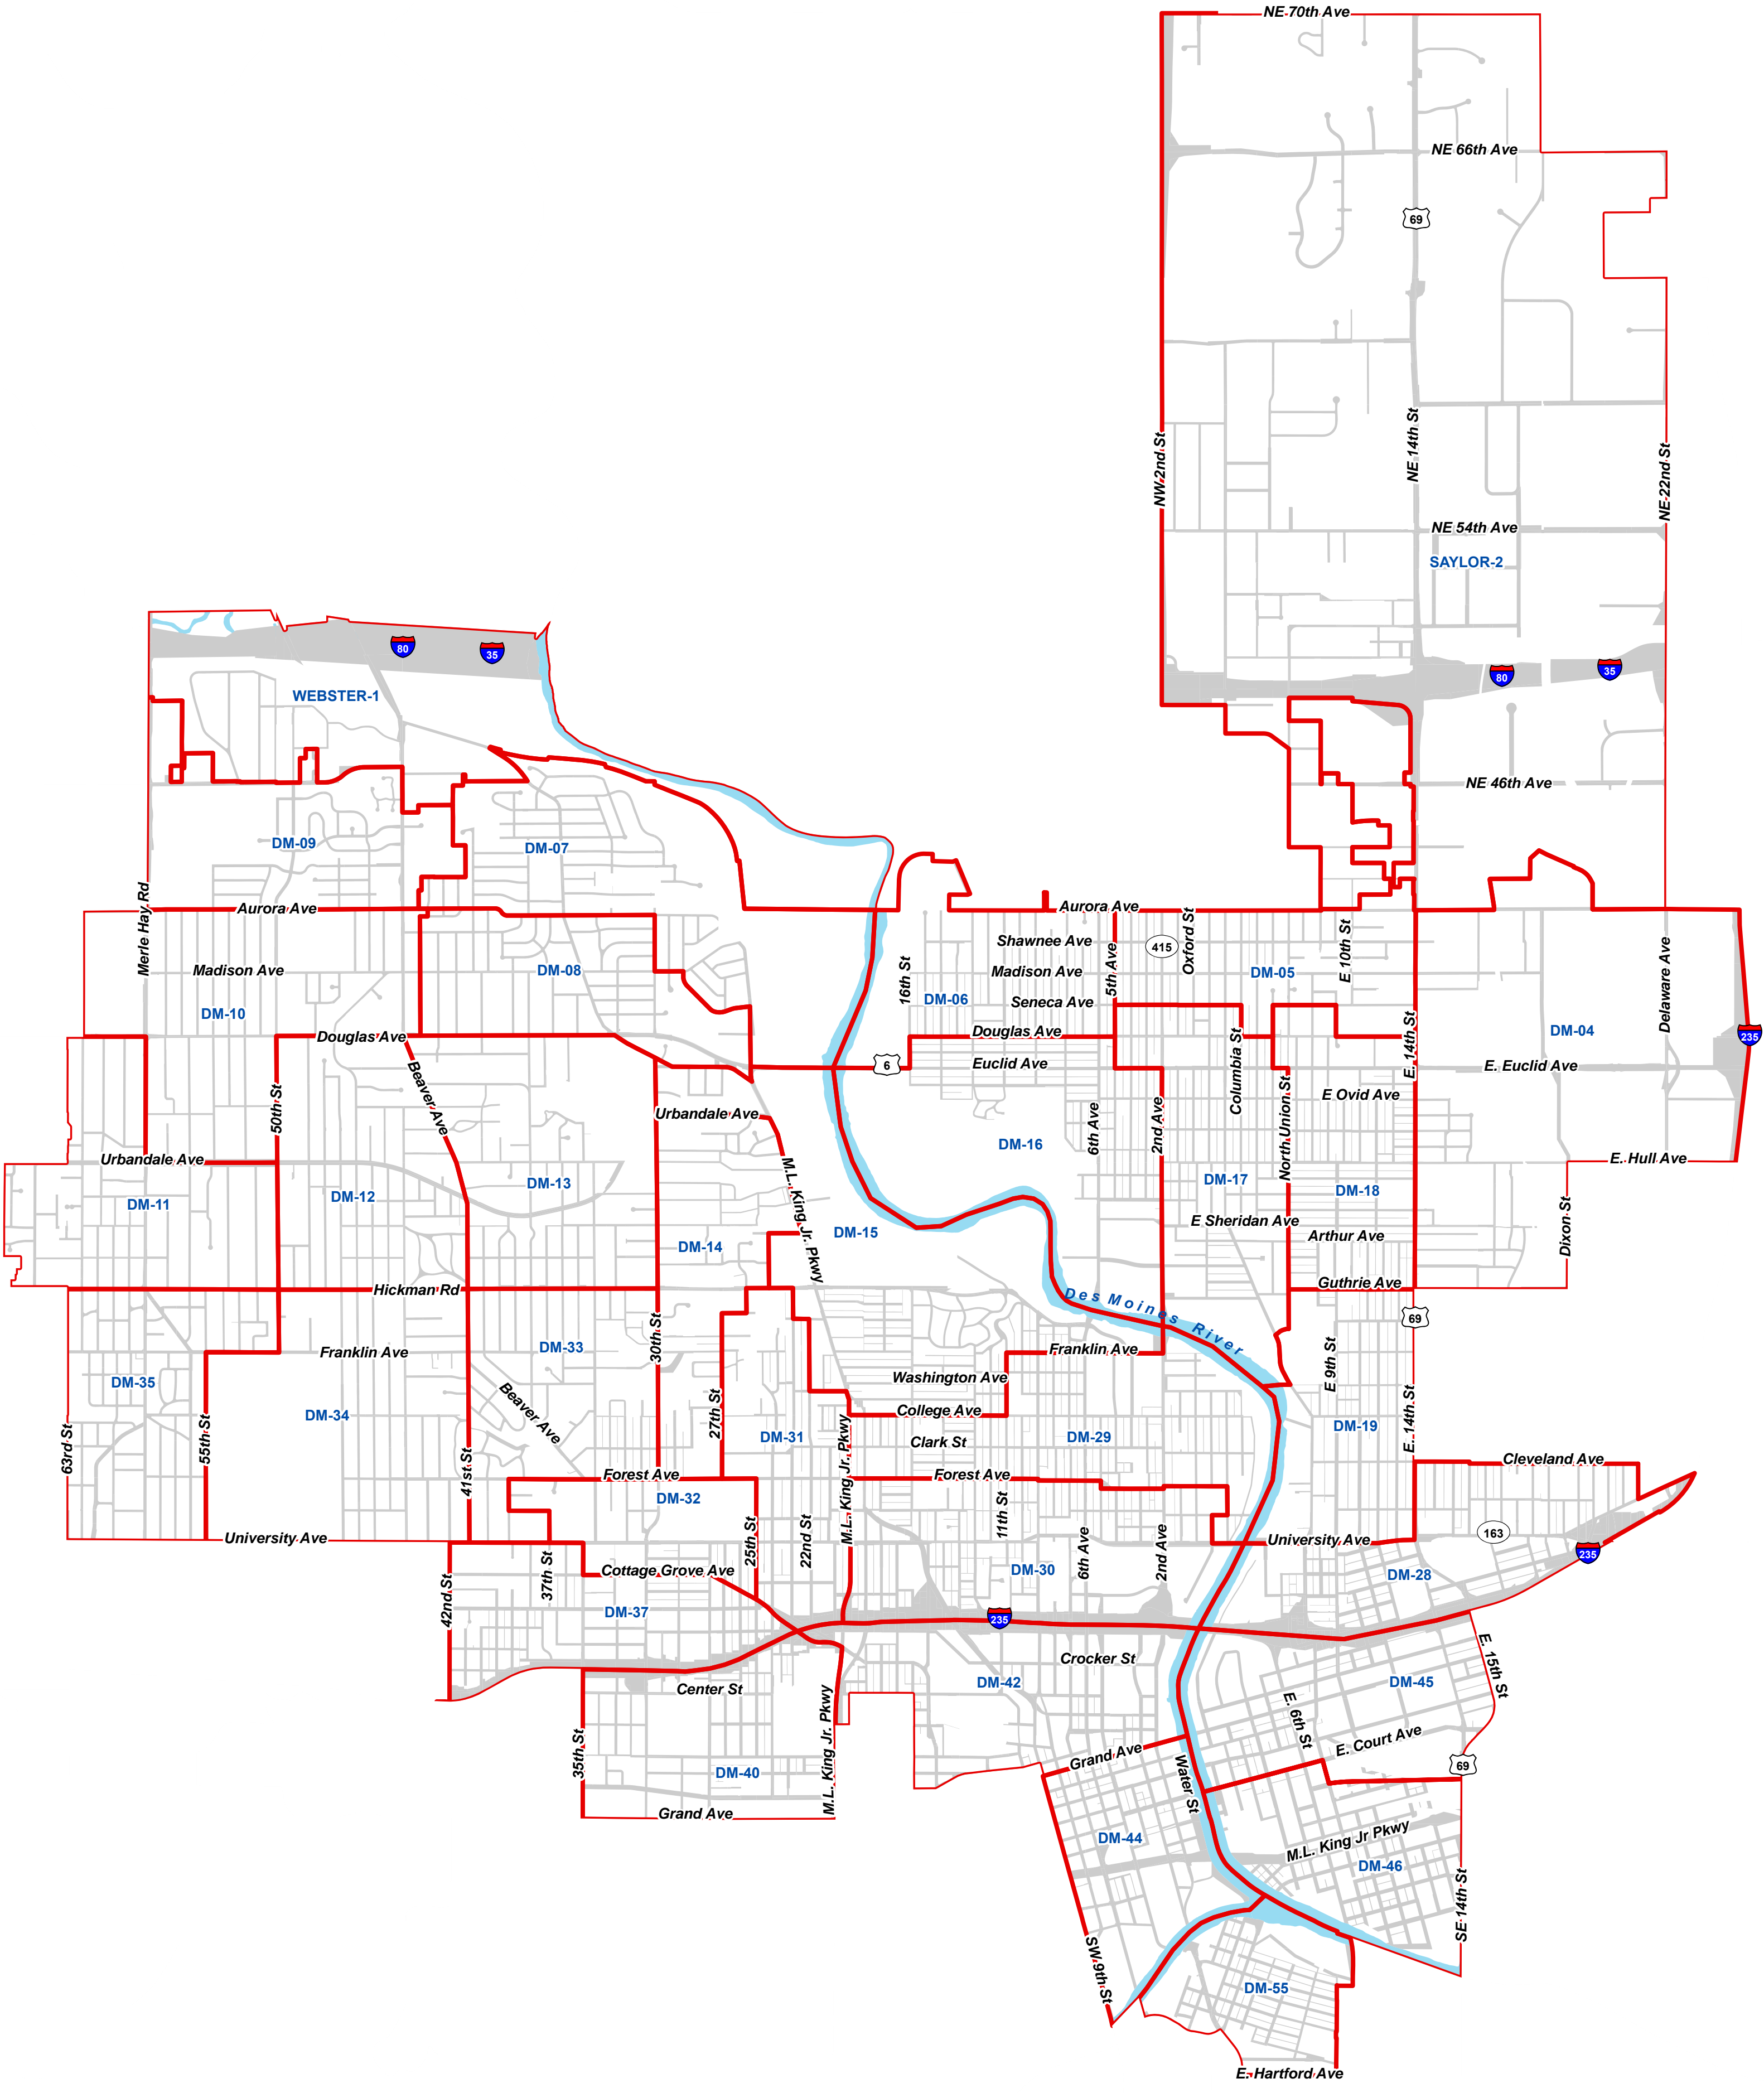 NE 70th Ave
NE 66th Ave
69
NW 2nd St
NE 14th St
NE 22nd St
NE 54th Ave
SAYLOR-2
80
35
WEBSTER-1
80
35
NE 46th Ave
DM-09
DM-07
Merle Hay Rd
Aurora Ave
Aurora Ave
Shawnee Ave
415
Oxford St
E 10th St
5th Ave
16th St
Madison Ave
DM-08
Madison Ave
DM-05
Delaware Ave
DM-06
Seneca Ave
DM-10
Douglas Ave
Douglas Ave
DM-04
235
E. 14th St
6
Euclid Ave
E. Euclid Ave
Beaver Ave
50th St
Columbia St
North Union St
E Ovid Ave
Urbandale Ave
6th Ave
2nd Ave
DM-16
Urbandale Ave
E. Hull Ave
M.L. King Jr. Pkwy
DM-11
DM-12
DM-13
DM-17
DM-18
E Sheridan Ave
Dixon St
DM-15
DM-14
Arthur Ave
Hickman Rd
Guthrie Ave
Des Moines River
69
30th St
Franklin Ave
DM-33
Franklin Ave
E 9th St
DM-35
Washington Ave
Beaver Ave
27th St
College Ave
E. 14th St
DM-34
63rd St
55th St
DM-31
M.L. King Jr. Pkwy
Clark St
DM-29
DM-19
41st St
Forest Ave
Forest Ave
Cleveland Ave
DM-32
11th St
University Ave
25th St
22nd St
6th Ave
2nd Ave
University Ave
163
235
37th St
Cottage Grove Ave
DM-30
DM-28
42nd St
DM-37
235
Crocker St
E. 15th St
Center St
DM-42
DM-45
E. 6th St
35th St
M.L. King Jr. Pkwy
E. Court Ave
Grand Ave
Water St
69
DM-40
Grand Ave
DM-44
M.L. King Jr Pkwy
DM-46
SE 14th St
SW 9th St
DM-55
E. Hartford Ave